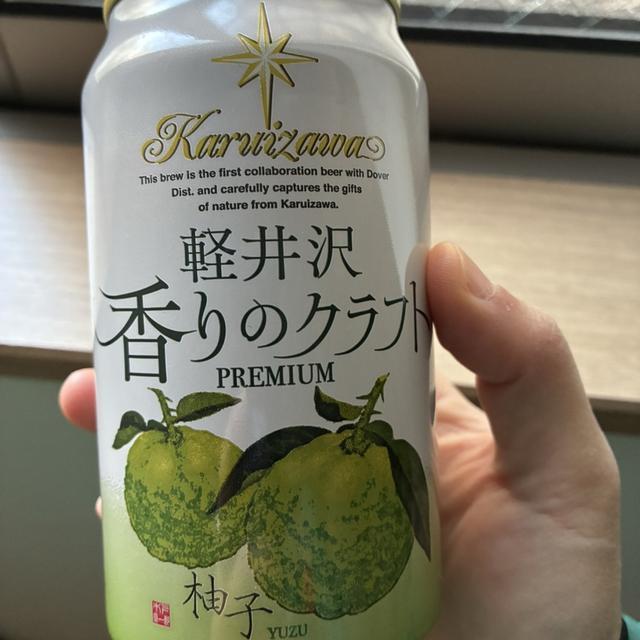 Karuizawa
This brew is the first collaboration beer with Dover
Dist. and carefully captures the gifts
of nature from Karuizawa.
軽井沢
香りのクラフト
PREMIUM
柚子
YUZU